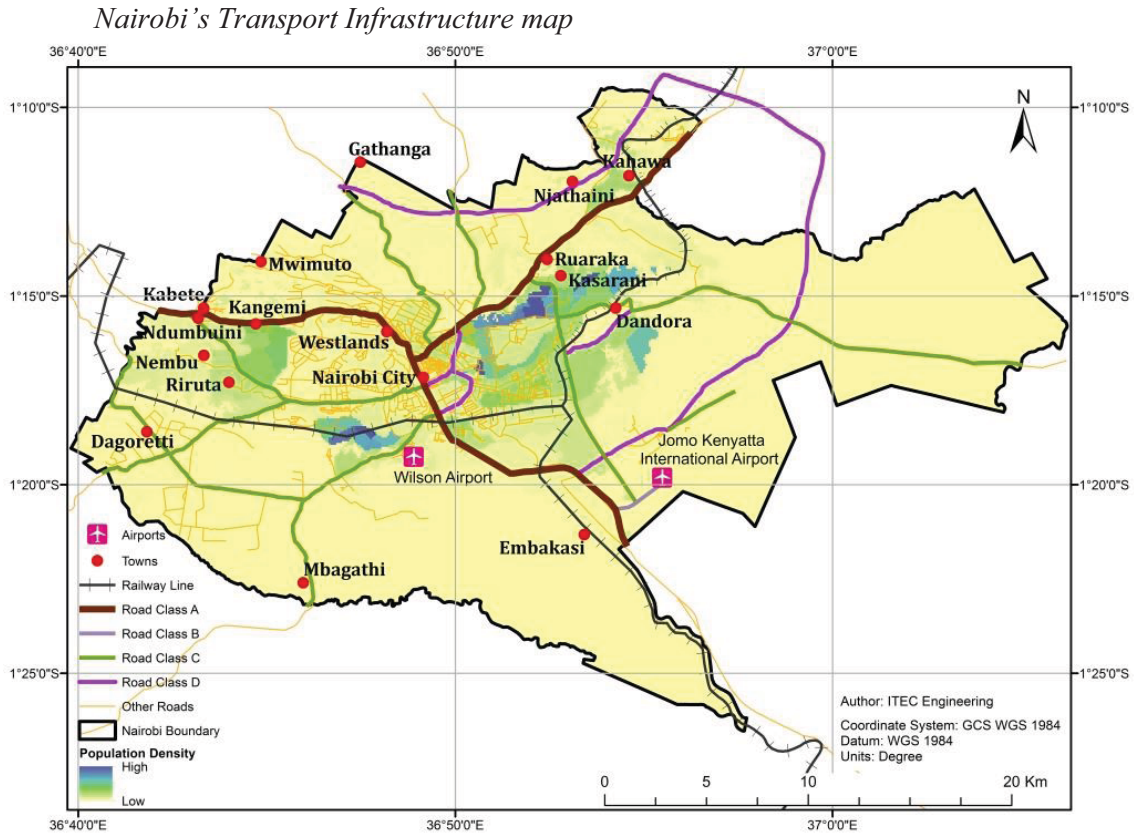 Nairobi's Transport Infrastructure map
36°40'0"E
36°50'0"E
37°0'0"E
1°10'0"S
1°10'0"S
N
Gathanga
Kahawa
Njathaini
Mwimuto
Ruaraka
Kasarani
1°15'0"S
1°15'0"S
Kabete
Kangemi
Dandora
Ndumbuini
Westlands
Nembu
Nairobi City
Riruta
Dagoretti
Jomo Kenyatta
International Airport
Wilson Airport
1°20'0"S
1°20'0"S
Embakasi
Mbagathi
Airports
Towns
Railway Line
Road Class A
Road Class B
Road Class C
Road Class D
Other Roads
Nairobi Boundary
Population Density
High
Low
1°25'0"S
1°25'0"S
Author: ITEC Engineering
Coordinate System: GCS WGS 1984
Datum: WGS 1984
Units: Degree
0 5 10 20 Km
36°40'0"E
36°50'0"E
37°0'0"E